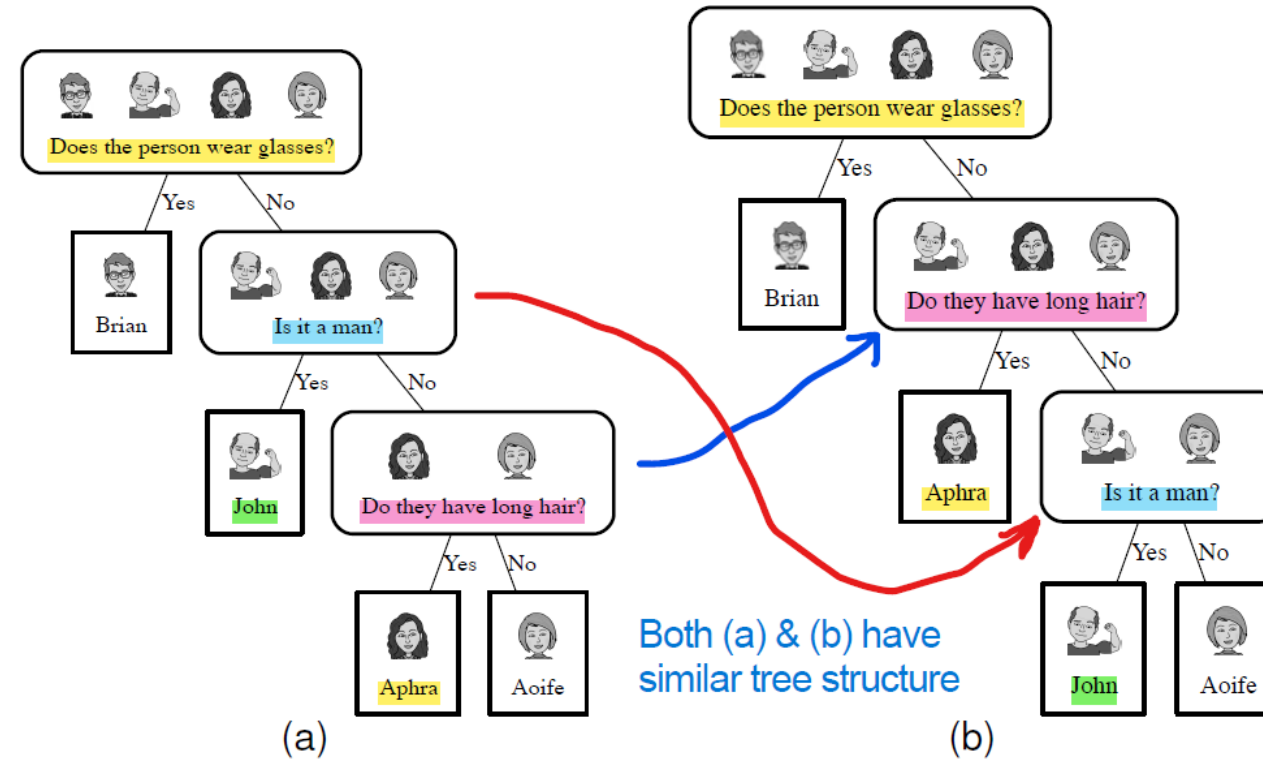 Does the person wear glasses?
Yes
No
Brian
Is it a man?
Yes
No
John
Do they have long hair?
Yes
No
Aphra
Aoife
(a)
Does the person wear glasses?
Yes
No
Brian
Do they have long hair?
Yes
No
Aphra
Is it a man?
Yes
No
John
Aoife
(b)
Both (a) & (b) have
similar tree structure